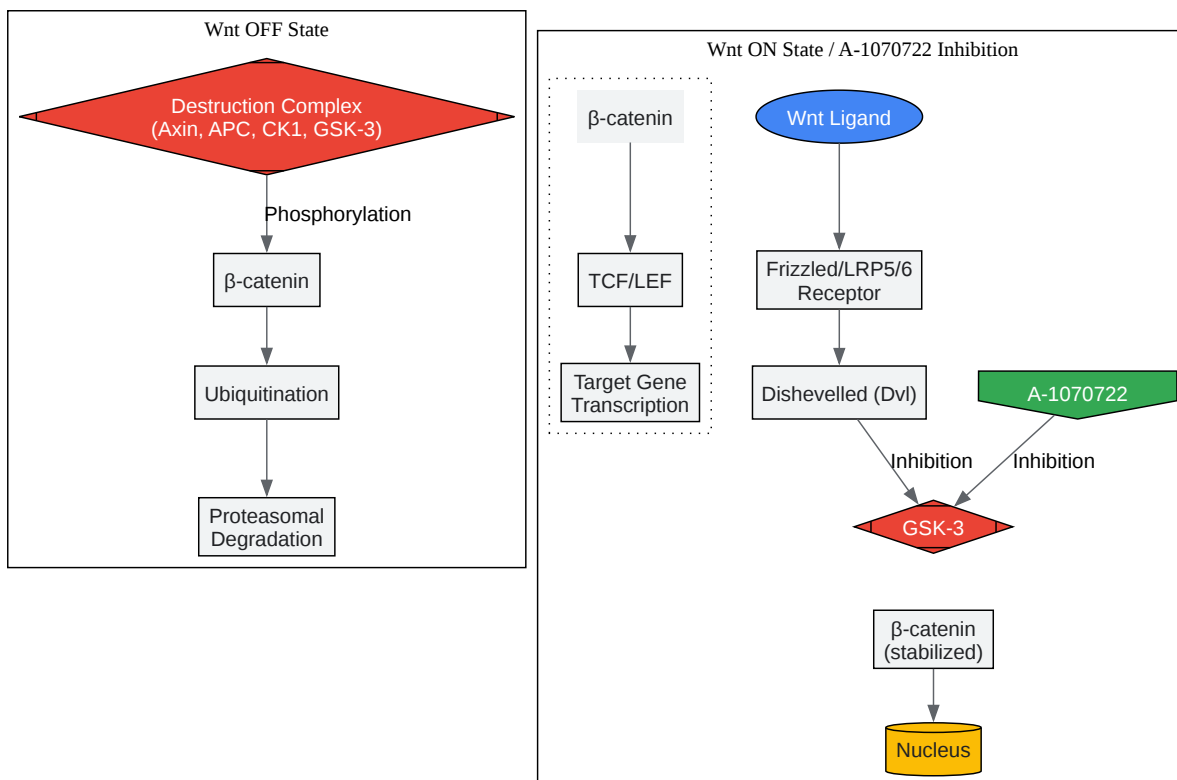 Wnt OFF State
Destruction Complex
(Axin, APC, CK1, GSK-3)
Phosphorylation
β-catenin
Ubiquitination
Proteasomal
Degradation
Wnt ON State / A-1070722 Inhibition
β-catenin
TCF/LEF
Target Gene
Transcription
Wnt Ligand
Frizzled/LRP5/6
Receptor
Dishevelled (Dvl)
A-1070722
Inhibition
Inhibition
GSK-3
β-catenin
(stabilized)
Nucleus